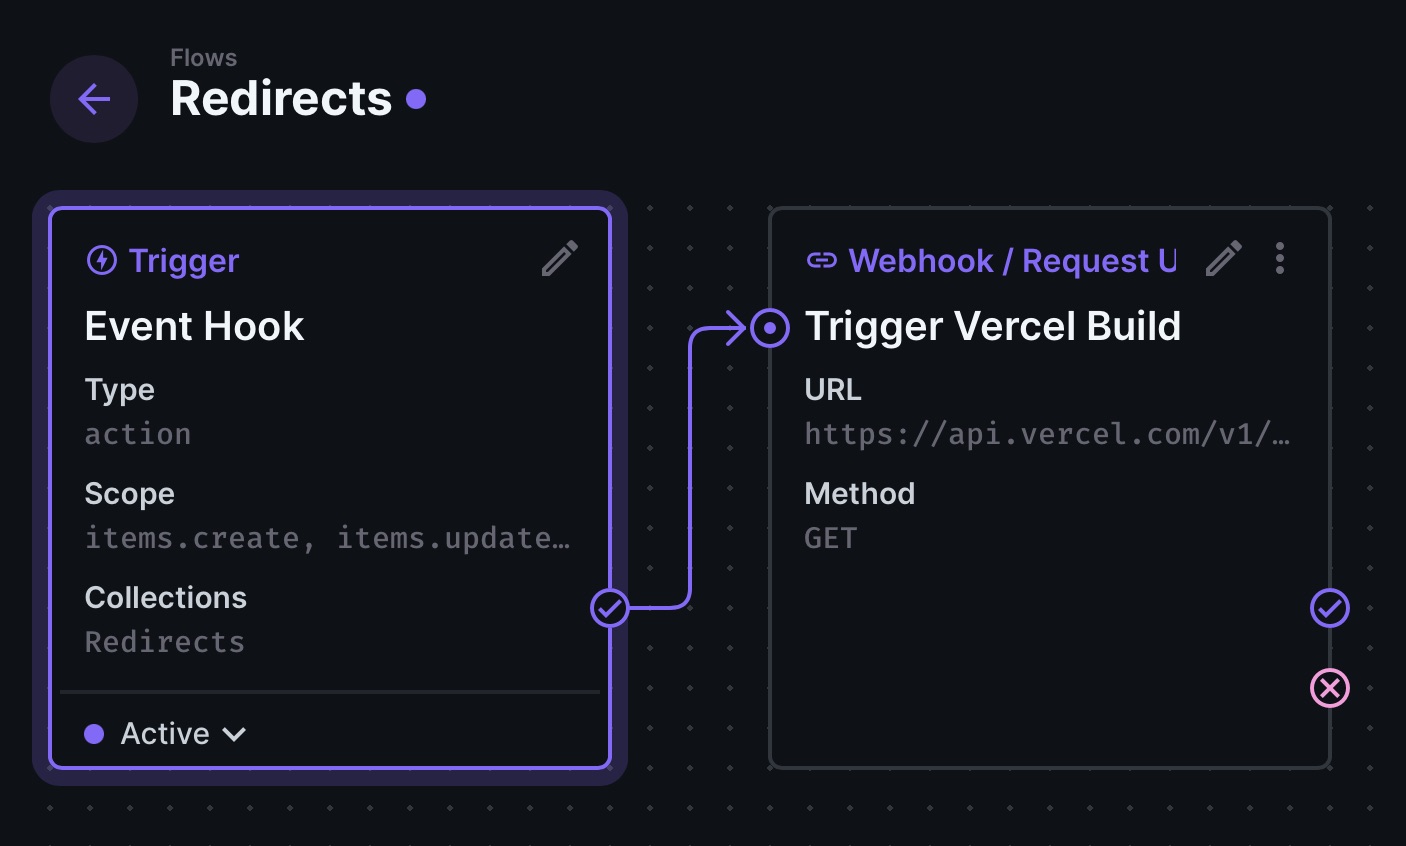 Flows
Redirects
Trigger
Event Hook
Type
action
Scope
items.create, items.update…
Collections
Redirects
Active
Webhook / Request U
Trigger Vercel Build
URL
https://api.vercel.com/v1/…
Method
GET